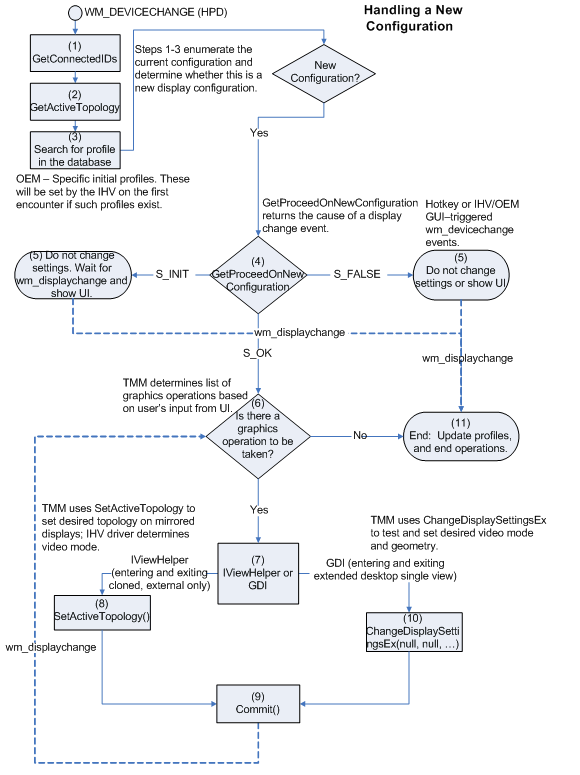 Handling a New
Configuration
WM_DEVICECHANGE (HPD)
(1)
GetConnectedIDs
(2)
GetActiveTopology
(3)
Search for profile
in the database
Steps 1-3 enumerate the
current configuration and
determine whether this is a
new display configuration.
New
Configuration?
OEM – Specific initial profiles. These
will be set by the IHV on the first
encounter if such profiles exist.
Yes
GetProceedOnNewConfiguration
returns the cause of a display
change event.
Hotkey or IHV/OEM
GUI–triggered
wm_devicechange
events.
(5) Do not change
settings. Wait for
wm_displaychange and
show UI.
S_INIT
(4)
GetProceedOnNew
Configuration
S_FALSE
(5)
Do not change
settings or show UI
wm_displaychange
S_OK
wm_displaychange
TMM determines list of
graphics operations based
on user's input from UI.
(6)
Is there a
graphics
operation to be
taken?
No
(11)
End:  Update profiles,
and end operations.
Yes
TMM uses SetActiveTopology to
set desired topology on mirrored
displays; IHV driver determines
video mode.
TMM uses ChangeDisplaySettingsEx
to test and set desired video mode
and geometry.
IViewHelper
(entering and exiting
cloned, external only)
(7)
IViewHelper or
GDI
GDI (entering and exiting
extended desktop single view)
(8)
SetActiveTopology()
(10)
ChangeDisplaySetti
ngsEx(null, null, …)
wm_displaychange
(9)
Commit()